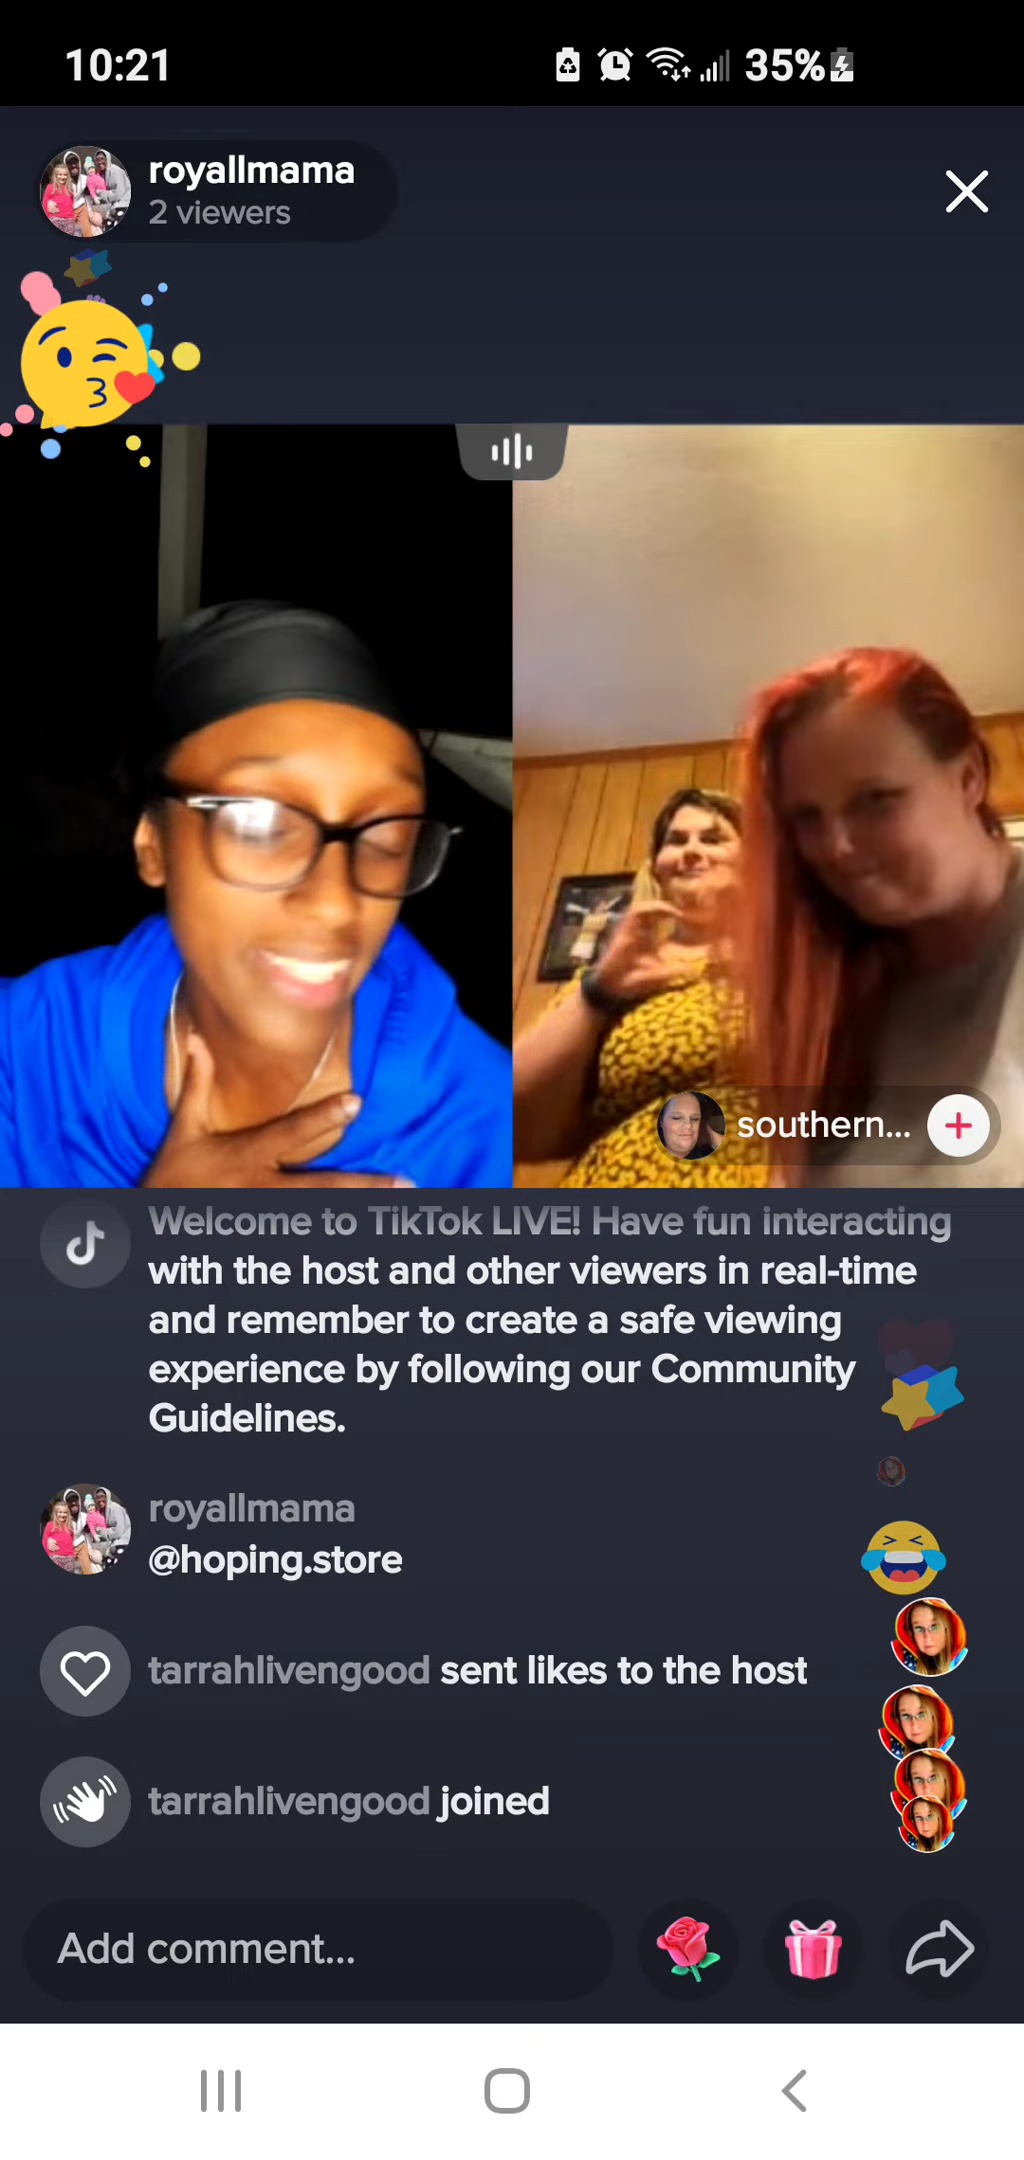 10:21
35%
royallmama
2 viewers
southern...
Welcome to TikTok LIVE! Have fun interacting
with the host and other viewers in real-time
and remember to create a safe viewing
experience by following our Community
Guidelines.
royallmama
@hoping.store
tarrahlivengood sent likes to the host
tarrahlivengood joined
Add comment...